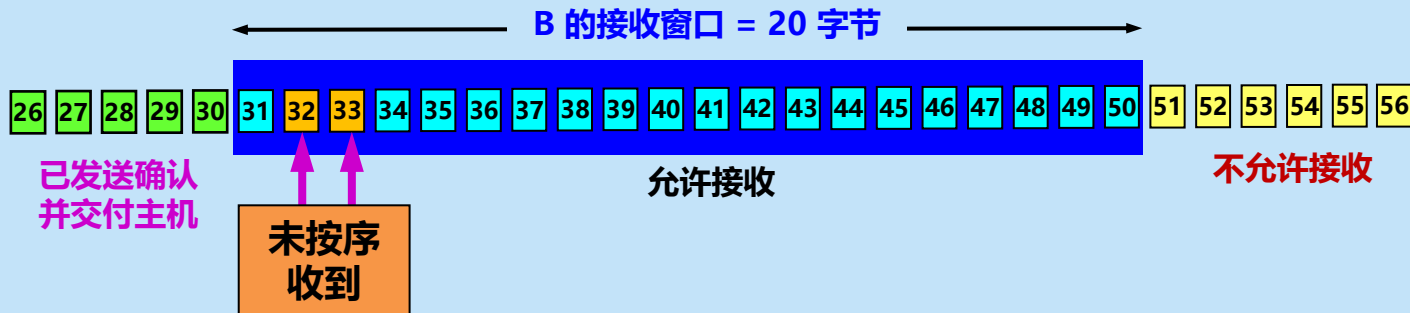 B 的接收窗口 = 20 字节
26 27 28 29 30 31 32 33 34 35 36 37 38 39 40 41 42 43 44 45 46 47 48 49 50 51 52 53 54 55 56
已发送确认
并交付主机
允许接收
不允许接收
未按序
收到